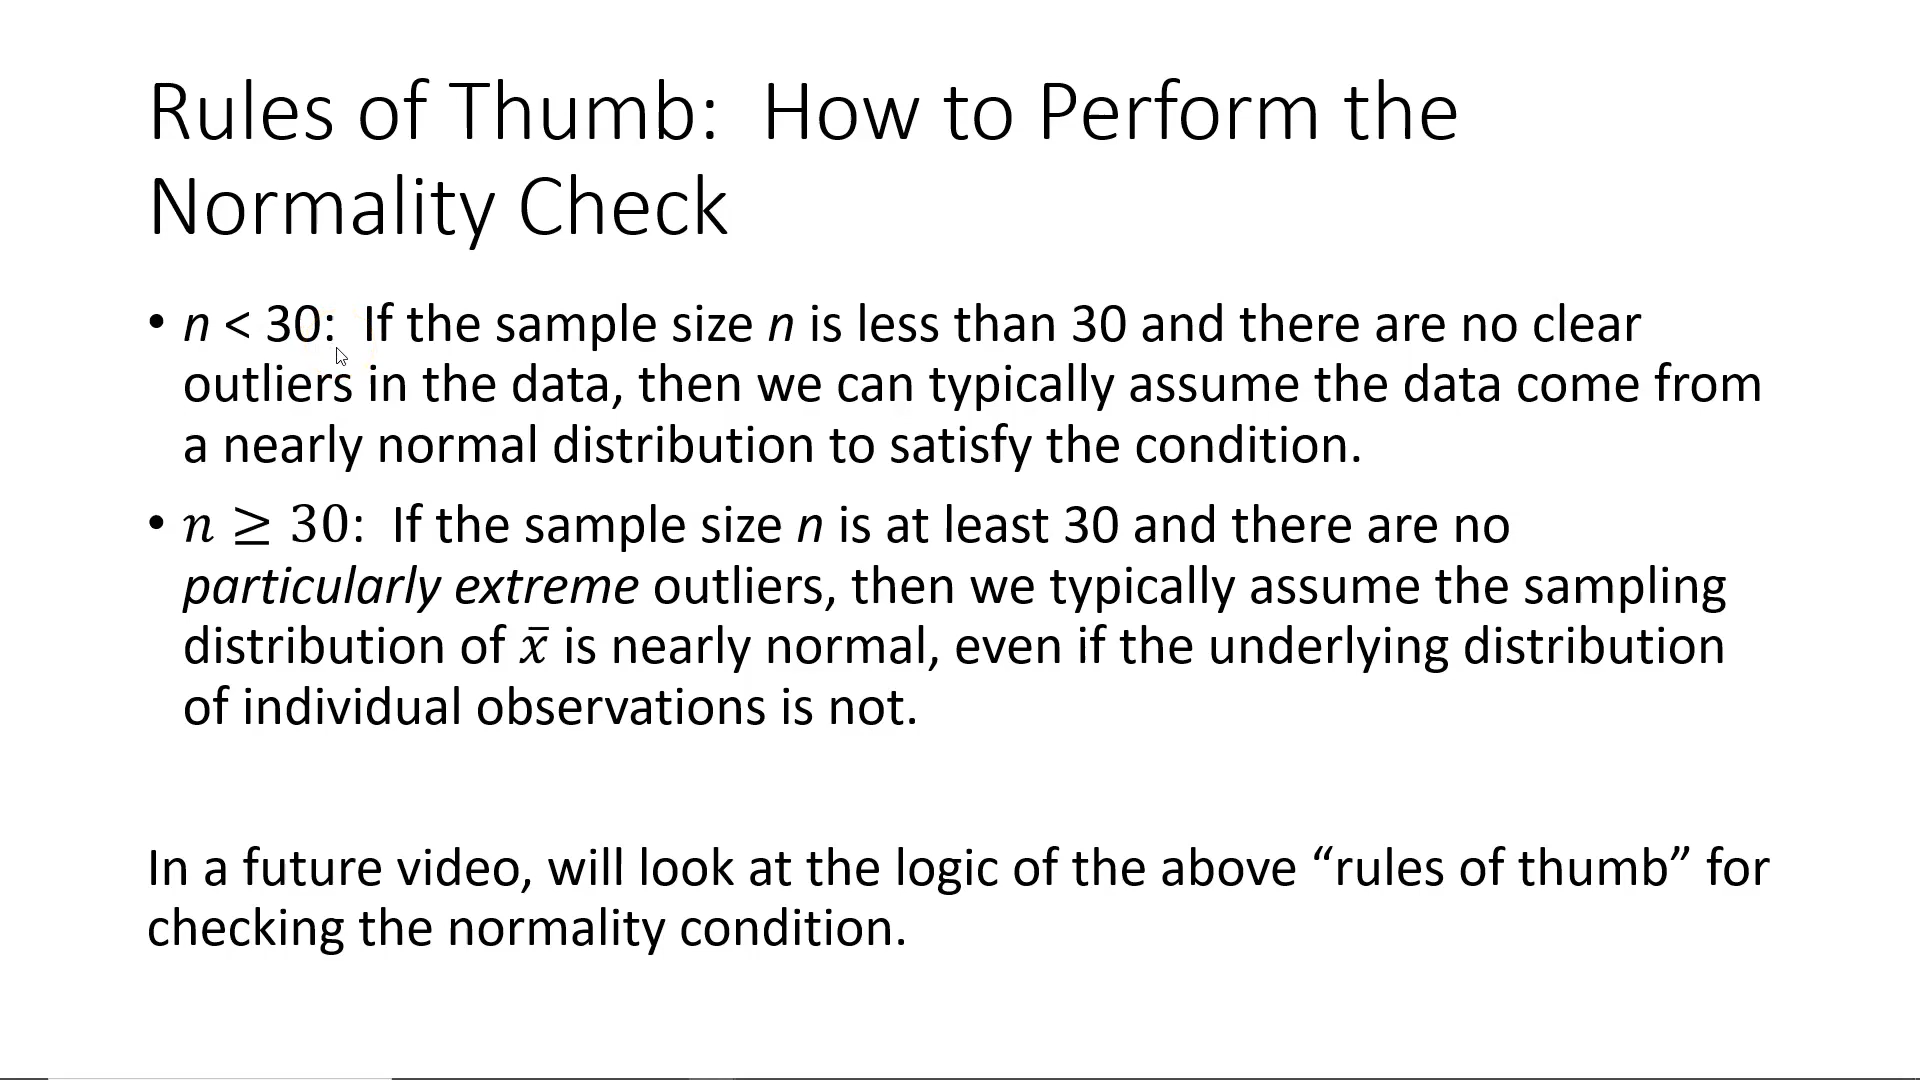 Rules of Thumb: How to Perform the
Normality Check
• n < 30: If the sample size n is less than 30 and there are no clear
outliers in the data, then we can typically assume the data come from
a nearly normal distribution to satisfy the condition.
• n ≥ 30: If the sample size n is at least 30 and there are no
particularly extreme outliers, then we typically assume the sampling
distribution of x̄ is nearly normal, even if the underlying distribution
of individual observations is not.
In a future video, will look at the logic of the above “rules of thumb” for
checking the normality condition.